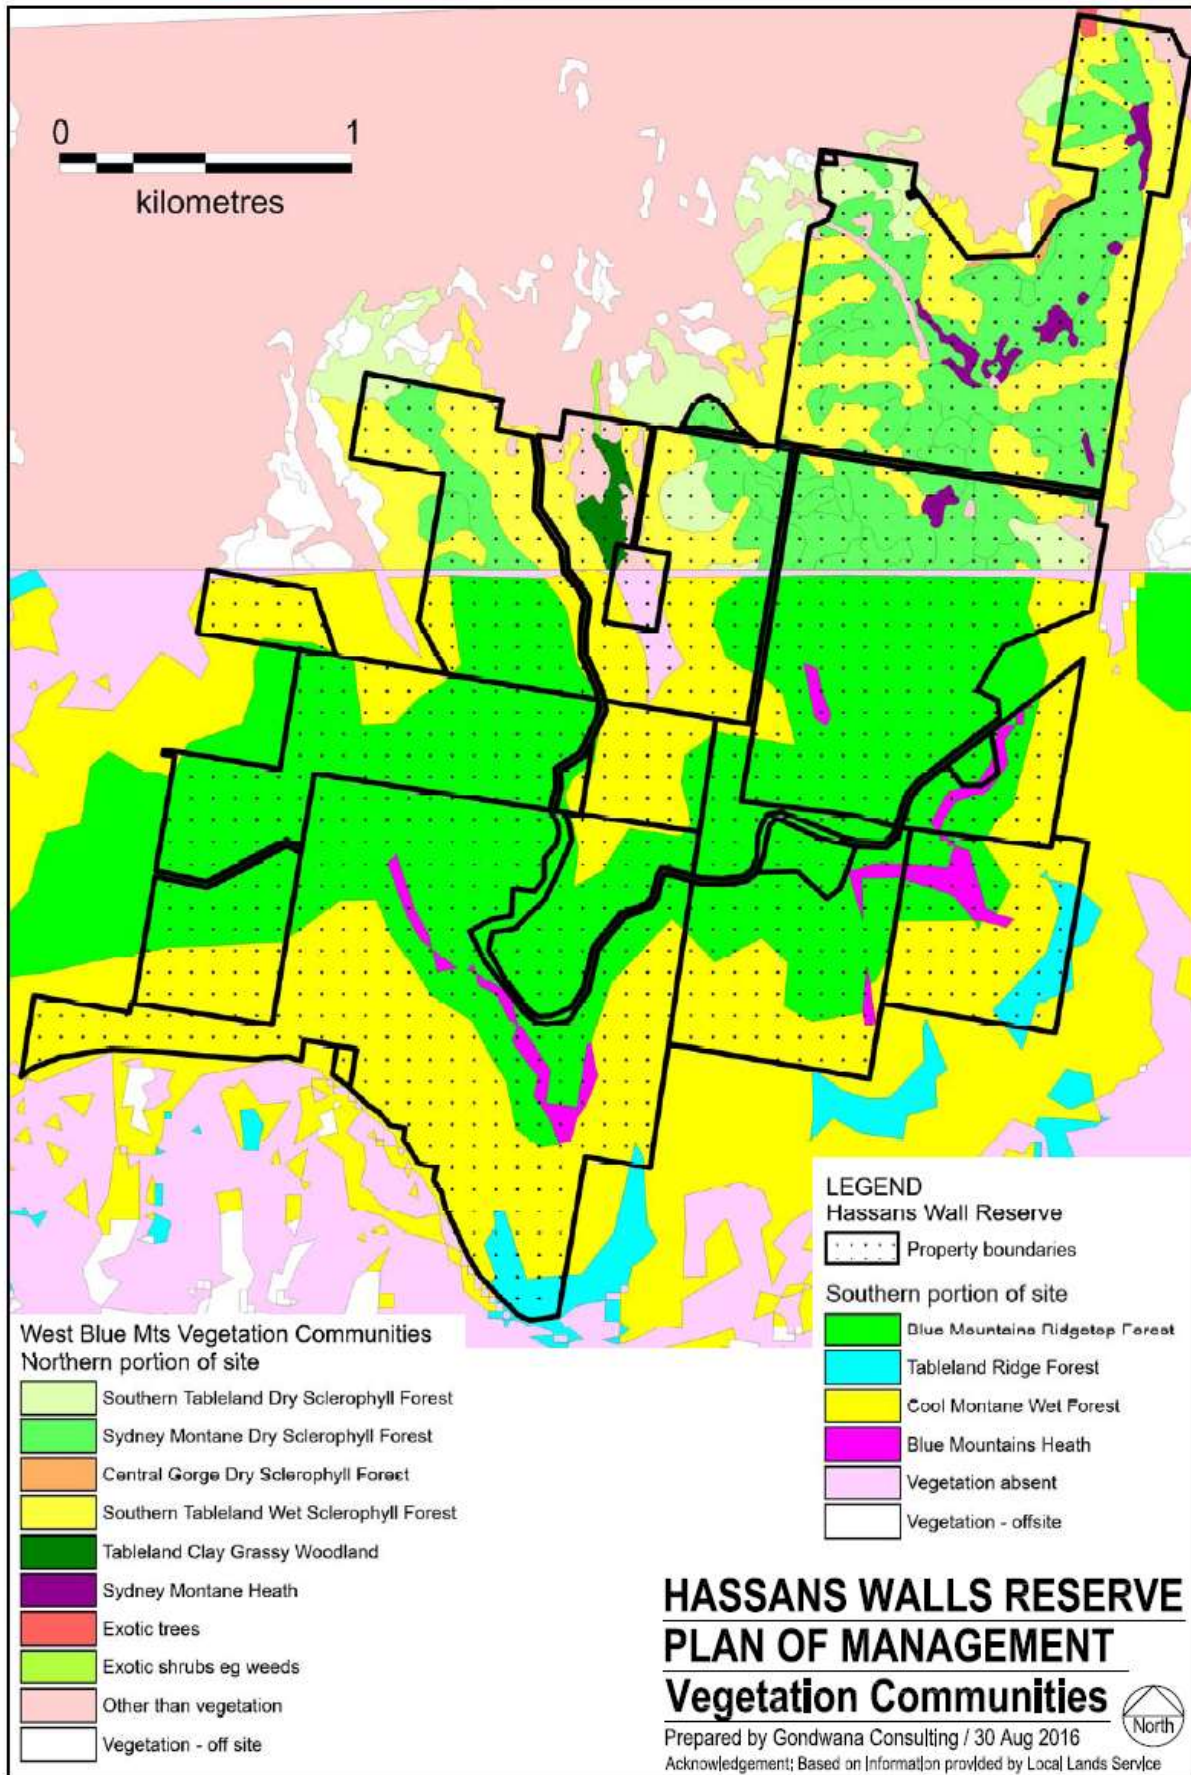 0 1
kilometres
LEGEND
Hassans Wall Reserve
Property boundaries
Southern portion of site
Blue Mountains Ridgetop Forest
Tableland Ridge Forest
Cool Montane Wet Forest
Blue Mountains Heath
Vegetation absent
Vegetation - offsite
West Blue Mts Vegetation Communities
Northern portion of site
Southern Tableland Dry Sclerophyll Forest
Sydney Montane Dry Sclerophyll Forest
Central Gorge Dry Sclerophyll Forest
Southern Tableland Wet Sclerophyll Forest
Tableland Clay Grassy Woodland
Sydney Montane Heath
Exotic trees
Exotic shrubs eg weeds
Other than vegetation
Vegetation - off site
HASSANS WALLS RESERVE
PLAN OF MANAGEMENT
Vegetation Communities
North
Prepared by Gondwana Consulting / 30 Aug 2016
Acknowledgement: Based on Information provided by Local Lands Service